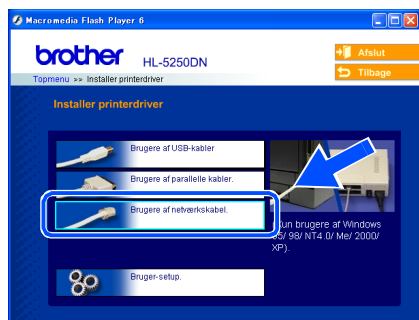 Macromedia Flash Player 6
brother HL-5250DN
Afslut
Tilbage
Topmenu >> Installer printerdriver
Installer printerdriver
Brugere af USB-kabler
Brugere af parallelle kabler.
Brugere af netværkskabel.
Kun brugere af Windows
95/ 98/ NT4.0/ Me/ 2000/
XP).
Bruger-setup.